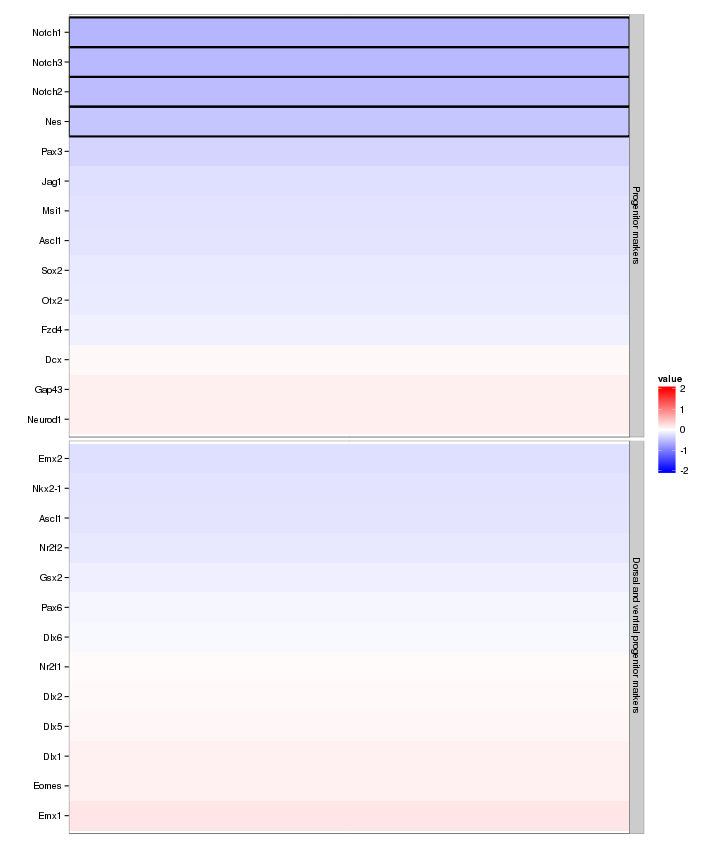 Notch1
Notch3
Notch2
Nes
Pax3
Jag1
Msi1
Ascl1
Sox2
Otx2
Fzd4
Dcx
Gap43
Neurod1
Progenitor markers
Emx2
Nkx2-1
Ascl1
Nr2f2
Gsx2
Pax6
Dlx6
Nr2f1
Dlx2
Dlx5
Dlx1
Eomes
Emx1
Dorsal and ventral progenitor markers
value
2
1
0
-1
-2